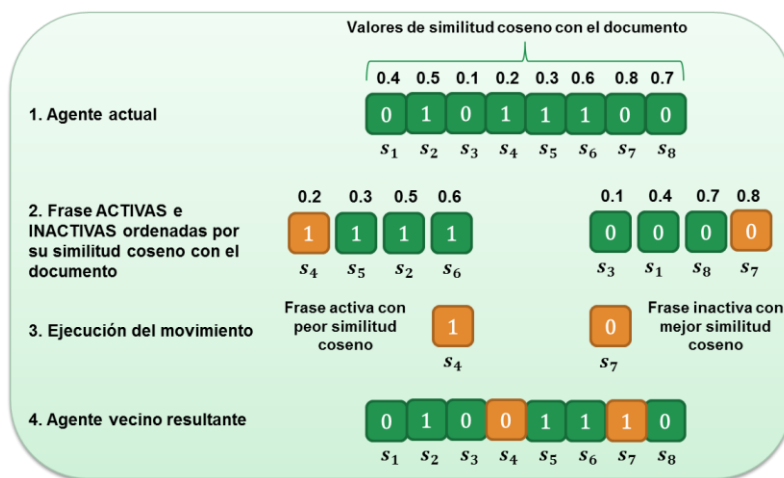 Valores de similitud coseno con el documento
0.4 0.5 0.1 0.2 0.3 0.6 0.8 0.7
1. Agente actual
0 1 0 1 1 1 0 0
s₁ s₂ s₃ s₄ s₅ s₆ s₇ s₈
0.2 0.3 0.5 0.6 0.1 0.4 0.7 0.8
2. Frase ACTIVAS e
INACTIVAS ordenadas por
su similitud coseno con el
documento
1 1 1 1 0 0 0 0
s₄ s₅ s₂ s₆ s₃ s₁ s₈ s₇
3. Ejecución del movimiento
Frase activa con
peor similitud
coseno
1
s₄
0
s₇
Frase inactiva con
mejor similitud
coseno
4. Agente vecino resultante
0 1 0 0 1 1 1 0
s₁ s₂ s₃ s₄ s₅ s₆ s₇ s₈